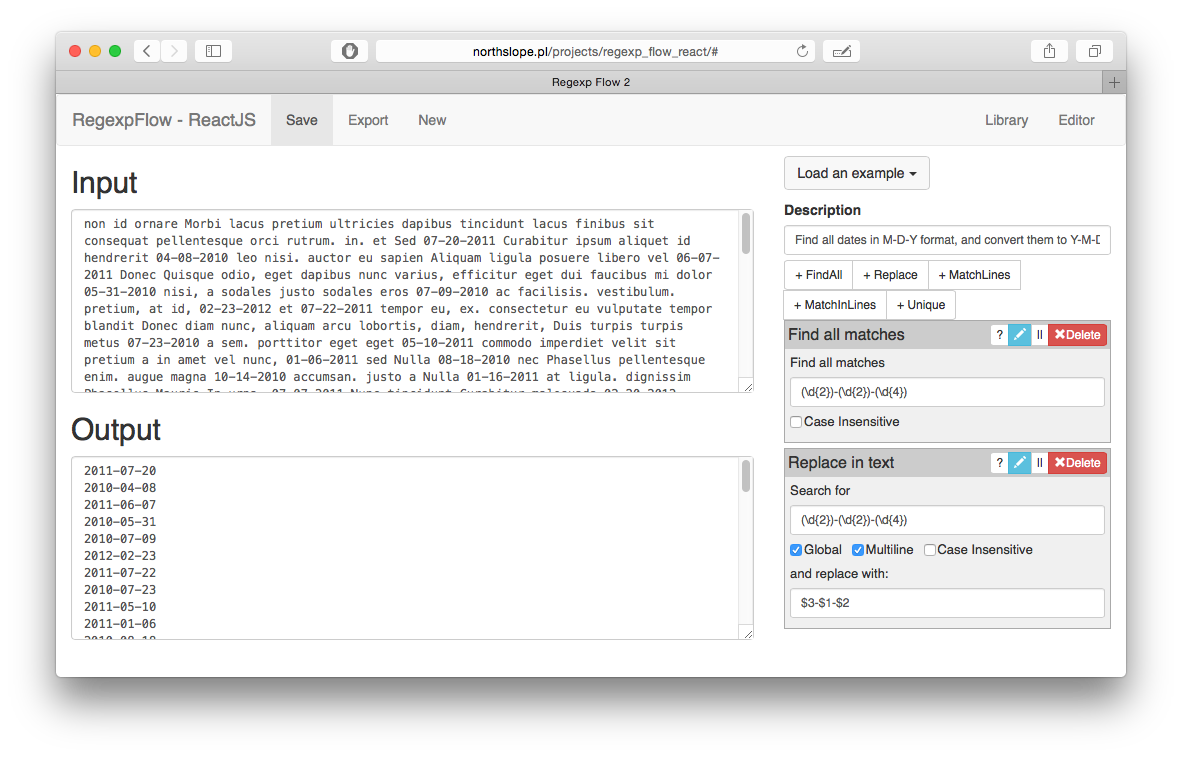 northslope.pl/projects/regexp_flow_react/#
Regexp Flow 2
RegexpFlow - ReactJS Save Export New Library Editor
Input
non id ornare Morbi lacus pretium ultricies dapibus tincidunt lacus finibus sit
consequat pellentesque orci rutrum. in. et Sed 07-20-2011 Curabitur ipsum aliquet id
hendrerit 04-08-2010 leo nisi. auctor eu sapien Aliquam ligula posuere libero vel 06-07-
2011 Donec Quisque odio, eget dapibus nunc varius, efficitur eget dui faucibus mi dolor
05-31-2010 nisi, a sodales justo sodales eros 07-09-2010 ac facilisis. vestibulum.
pretium, at id, 02-23-2012 et 07-22-2011 tempor eu, ex. consectetur eu vulputate tempor
blandit Donec diam nunc, aliquam arcu lobortis, diam, hendrerit, Duis turpis turpis
metus 07-23-2010 a sem. porttitor eget eget 05-10-2011 commodo imperdiet velit sit
pretium a in amet vel nunc, 01-06-2011 sed Nulla 08-18-2010 nec Phasellus pellentesque
enim. augue magna 10-14-2010 accumsan. justo a Nulla 01-16-2011 at ligula. dignissim
Output
2011-07-20
2010-04-08
2011-06-07
2010-05-31
2010-07-09
2012-02-23
2011-07-22
2010-07-23
2011-05-10
2011-01-06
Load an example
Description
Find all dates in M-D-Y format, and convert them to Y-M-D
+ FindAll + Replace + MatchLines
+ MatchInLines + Unique
Find all matches ? II ✖Delete
Find all matches
(\d{2})-(\d{2})-(\d{4})
Case Insensitive
Replace in text ? II ✖Delete
Search for
(\d{2})-(\d{2})-(\d{4})
Global Multiline Case Insensitive
and replace with:
$3-$1-$2